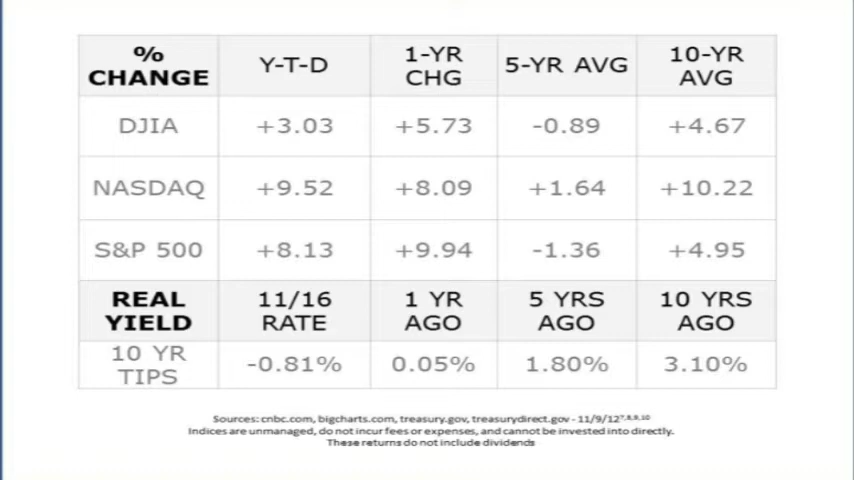 % CHANGE Y-T-D 1-YR CHG 5-YR AVG 10-YR AVG
DJIA +3.03 +5.73 -0.89 +4.67
NASDAQ +9.52 +8.09 +1.64 +10.22
S&P 500 +8.13 +9.94 -1.36 +4.95
REAL YIELD 11/16 RATE 1 YR AGO 5 YRS AGO 10 YRS AGO
10 YR TIPS -0.81% 0.05% 1.80% 3.10%
Sources: cnbc.com, bigcharts.com, treasury.gov, treasurydirect.gov - 11/9/12⁷,⁸,⁹,¹⁰
Indices are unmanaged, do not incur fees or expenses, and cannot be invested into directly.
These returns do not include dividends